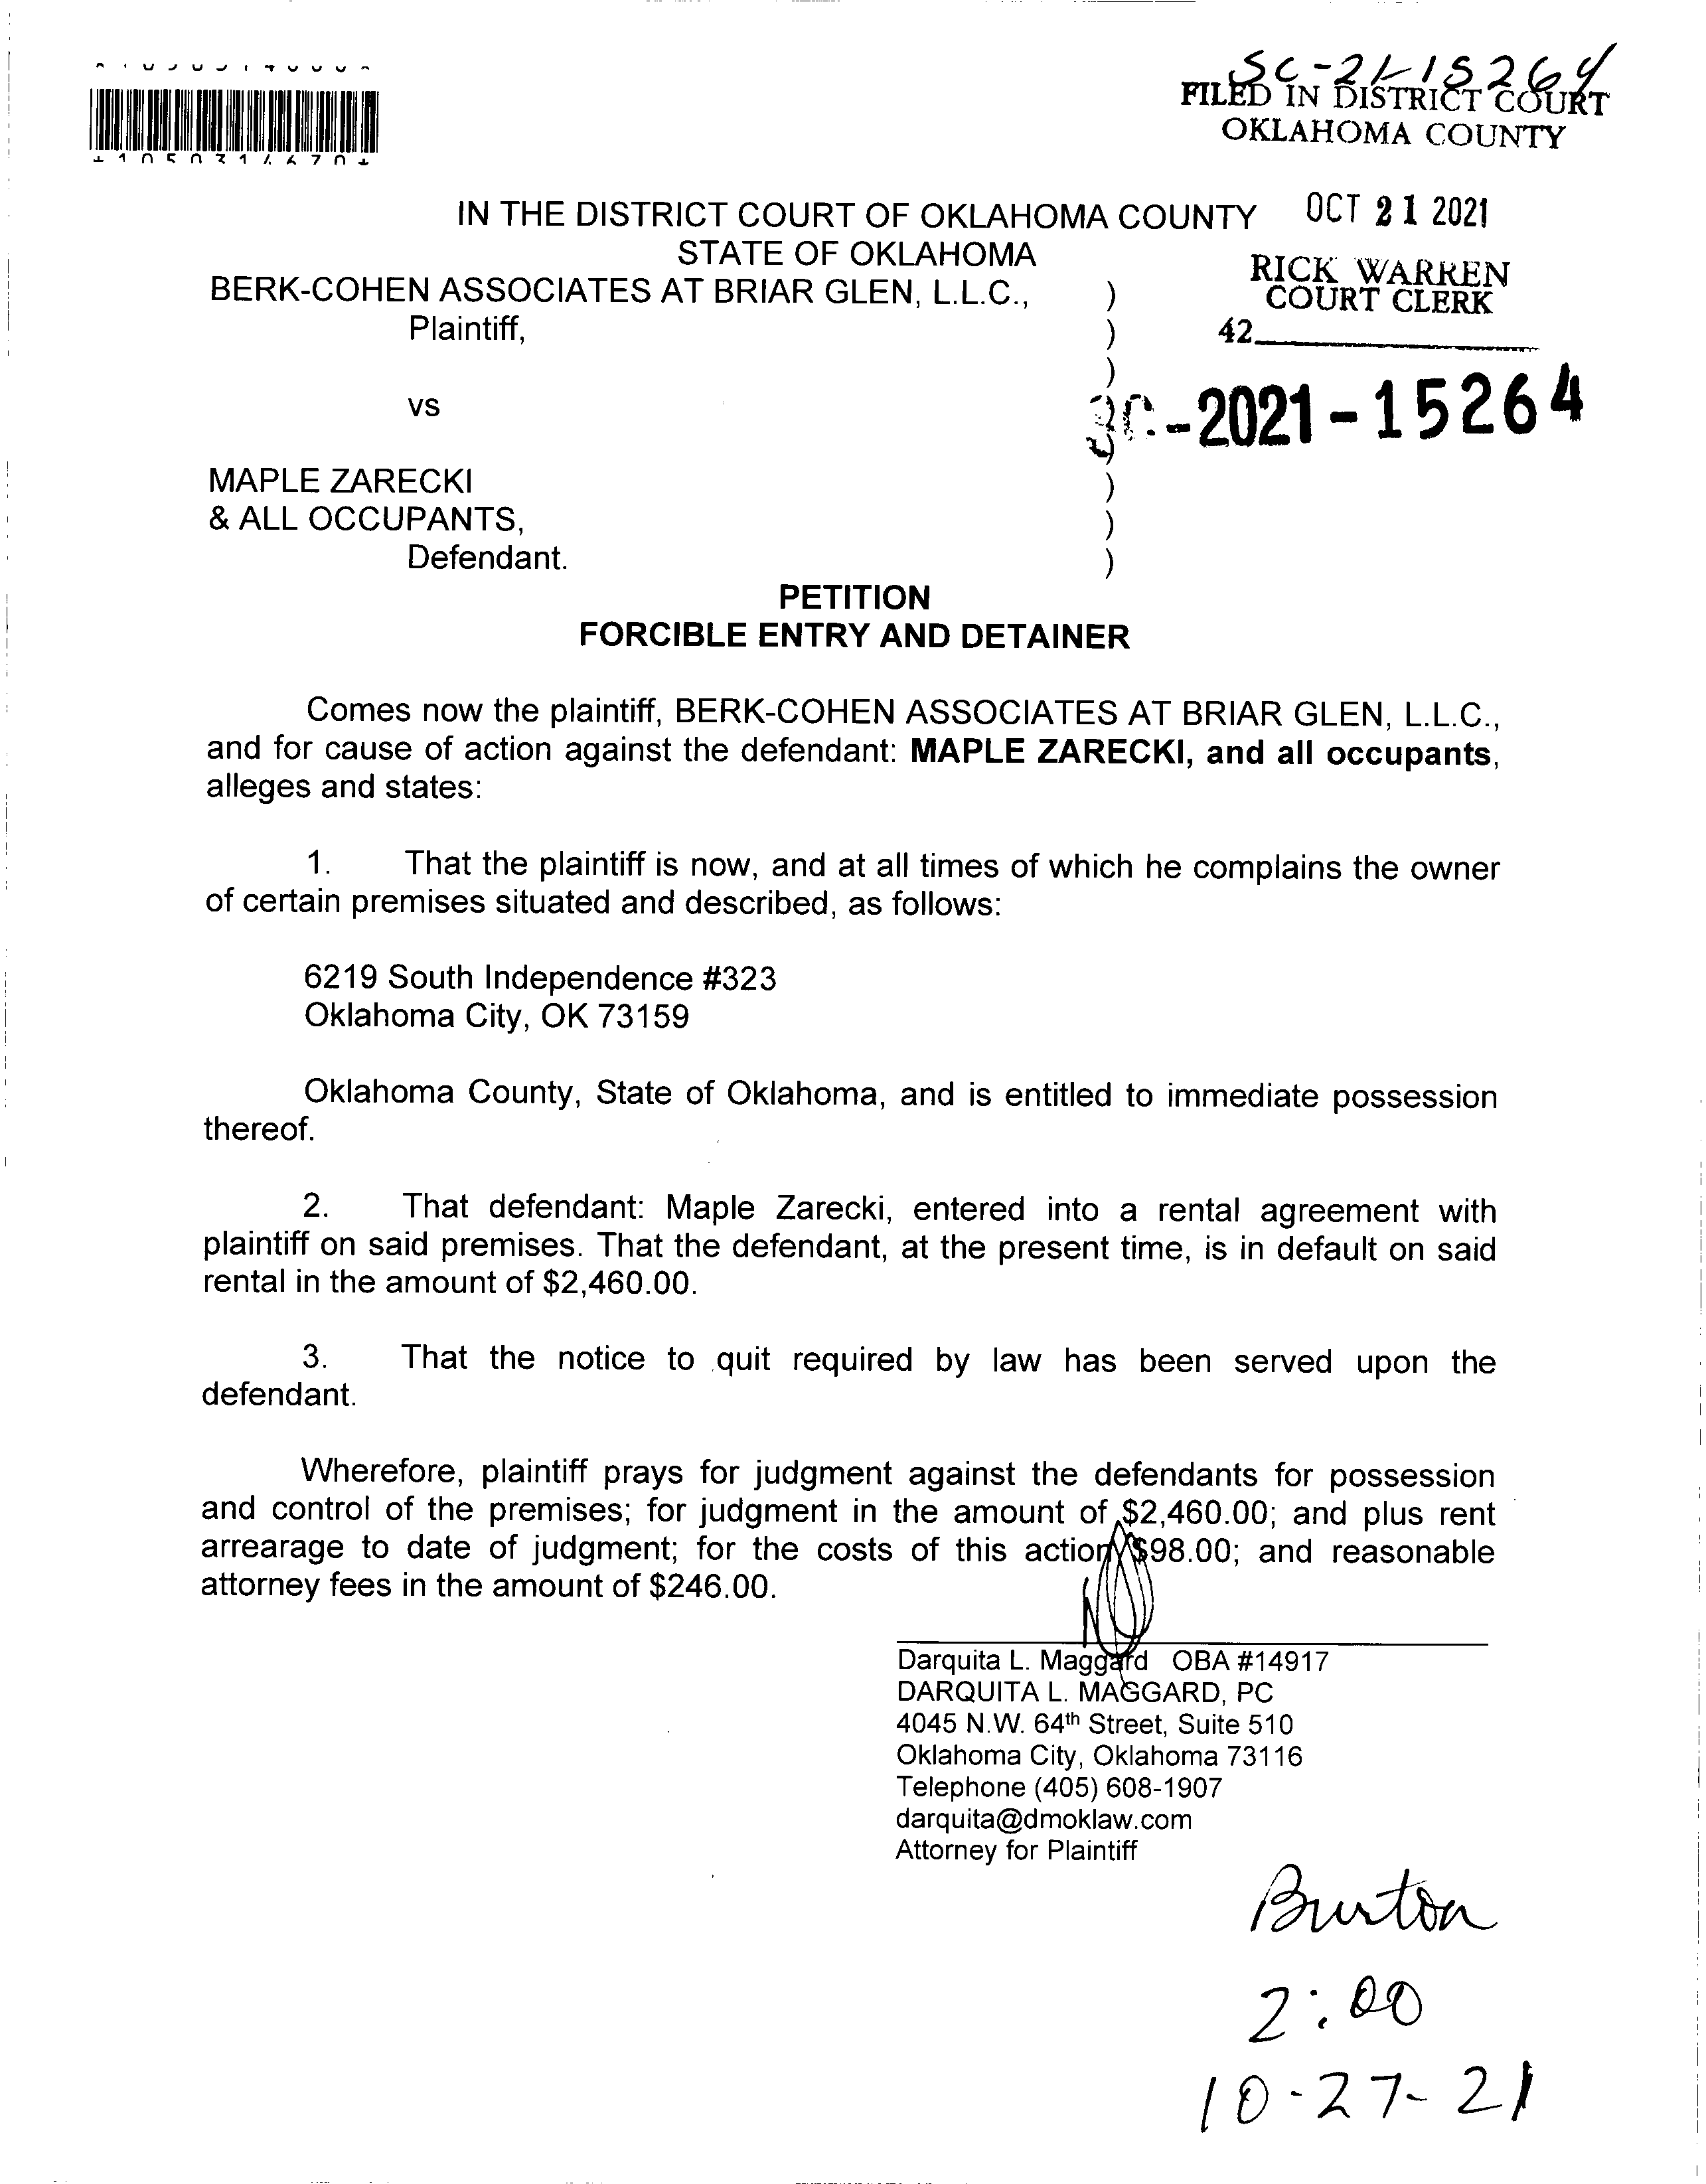 SC-21-15264
FILED IN DISTRICT COURT
OKLAHOMA COUNTY
IN THE DISTRICT COURT OF OKLAHOMA COUNTY
STATE OF OKLAHOMA
OCT 21 2021
RICK WARREN
COURT CLERK
42
BERK-COHEN ASSOCIATES AT BRIAR GLEN, L.L.C., )
Plaintiff, )
)
vs
-2021-15264
MAPLE ZARECKI )
& ALL OCCUPANTS, )
Defendant. )
PETITION
FORCIBLE ENTRY AND DETAINER
Comes now the plaintiff, BERK-COHEN ASSOCIATES AT BRIAR GLEN, L.L.C.,
and for cause of action against the defendant: MAPLE ZARECKI, and all occupants,
alleges and states:
1. That the plaintiff is now, and at all times of which he complains the owner
of certain premises situated and described, as follows:
6219 South Independence #323
Oklahoma City, OK 73159
Oklahoma County, State of Oklahoma, and is entitled to immediate possession
thereof.
2. That defendant: Maple Zarecki, entered into a rental agreement with
plaintiff on said premises. That the defendant, at the present time, is in default on said
rental in the amount of $2,460.00.
3. That the notice to quit required by law has been served upon the
defendant.
Wherefore, plaintiff prays for judgment against the defendants for possession
and control of the premises; for judgment in the amount of $2,460.00; and plus rent
arrearage to date of judgment; for the costs of this action $98.00; and reasonable
attorney fees in the amount of $246.00.
Darquita L. Maggard OBA #14917
DARQUITA L. MAGGARD, PC
4045 N.W. 64th Street, Suite 510
Oklahoma City, Oklahoma 73116
Telephone (405) 608-1907
darquita@dmoklaw.com
Attorney for Plaintiff
Burton
2:00
10-27-21